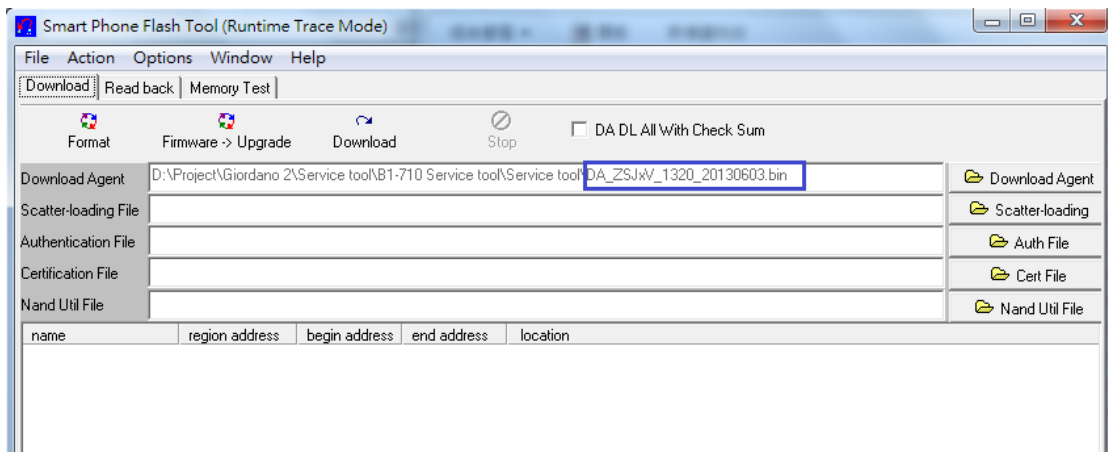 Smart Phone Flash Tool (Runtime Trace Mode)
File Action Options Window Help
Download Read back Memory Test
Format Firmware -> Upgrade Download Stop DA DL All With Check Sum
Download Agent D:\Project\Giordano 2\Service tool\B1-710 Service tool\Service tool\DA_ZSJxV_1320_20130603.bin Download Agent
Scatter-loading File Scatter-loading
Authentication File Auth File
Certification File Cert File
Nand Util File Nand Util File
name region address begin address end address location